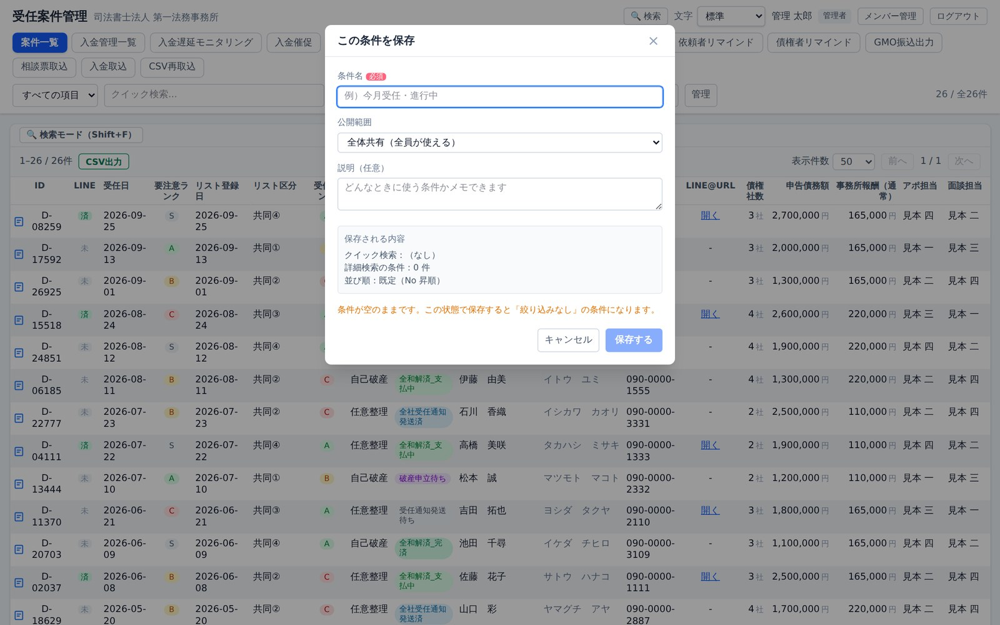 受任案件管理 司法書士法人 第一法務事務所 🔍 検索 文字 標準 管理 太郎 管理者 メンバー管理 ログアウト
案件一覧 入金管理一覧 入金遅延モニタリング 入金催促 依頼者リマインド 債権者リマインド GMO振込出力
相談票取込 入金取込 CSV再取込
すべての項目 クイック検索... 管理 26 / 全26件
🔍 検索モード（Shift+F）
1–26 / 26件 CSV出力 表示件数 50 前へ 1 / 1 次へ
この条件を保存 ×
条件名 必須
例）今月受任・進行中
公開範囲
全体共有（全員が使える）
説明（任意）
どんなときに使う条件かメモできます
保存される内容
クイック検索：（なし）
詳細検索の条件：0 件
並び順：既定（No 昇順）
条件が空のままです。この状態で保存すると「絞り込みなし」の条件になります。
キャンセル 保存する
ID LINE 受任日 要注意ランク リスト登録日 リスト区分 LINE@URL 債権社数 申告債務額 事務所報酬（通常） アポ担当 面談担当
D-08259 済 2026-09-25 S 2026-09-25 共同④ 開く 3社 2,700,000円 165,000円 見本 四 見本 二
D-17592 未 2026-09-13 A 2026-09-13 共同① - 3社 2,000,000円 165,000円 見本 一 見本 三
D-26925 未 2026-09-01 B 2026-09-01 共同② - 3社 1,300,000円 165,000円 見本 二 見本 四
D-15518 済 2026-08-24 C 2026-08-24 共同③ 開く 4社 2,600,000円 220,000円 見本 三 見本 一
D-24851 未 2026-08-12 S 2026-08-12 共同④ - 4社 1,900,000円 220,000円 見本 四 見本 二
D-06185 未 2026-08-11 B 2026-08-11 共同② C 自己破産 全和解済_支払中 伊藤 由美 イトウ ユミ 090-0000-1555 - 4社 1,300,000円 220,000円 見本 二 見本 四
D-22777 未 2026-07-23 B 2026-07-23 共同② C 任意整理 全社受任通知発送済 石川 香織 イシカワ カオリ 090-0000-3331 - 2社 2,500,000円 110,000円 見本 二 見本 四
D-04111 済 2026-07-22 S 2026-07-22 共同④ A 任意整理 全和解済_支払中 高橋 美咲 タカハシ ミサキ 090-0000-1333 開く 2社 1,900,000円 110,000円 見本 四 見本 二
D-13444 未 2026-07-10 A 2026-07-10 共同① B 自己破産 破産申立待ち 松本 誠 マツモト マコト 090-0000-2332 - 2社 1,200,000円 110,000円 見本 一 見本 三
D-11370 未 2026-06-21 C 2026-06-21 共同③ A 任意整理 受任通知発送待ち 吉田 拓也 ヨシダ タクヤ 090-0000-2110 開く 3社 1,800,000円 165,000円 見本 三 見本 一
D-20703 未 2026-06-09 S 2026-06-09 共同④ A 自己破産 全和解済_完済 池田 千尋 イケダ チヒロ 090-0000-3109 - 3社 1,100,000円 165,000円 見本 四 見本 二
D-02037 済 2026-06-08 B 2026-06-08 共同② C 任意整理 全和解済_支払中 佐藤 花子 サトウ ハナコ 090-0000-1111 開く 3社 2,500,000円 165,000円 見本 二 見本 四
D-18629 未 2026-05-20 B 2026-05-20 共同② C 任意整理 全社受任通知発送済 山口 彩 ヤマグチ アヤ 090-0000-2887 - 4社 1,700,000円 220,000円 見本 二 見本 四